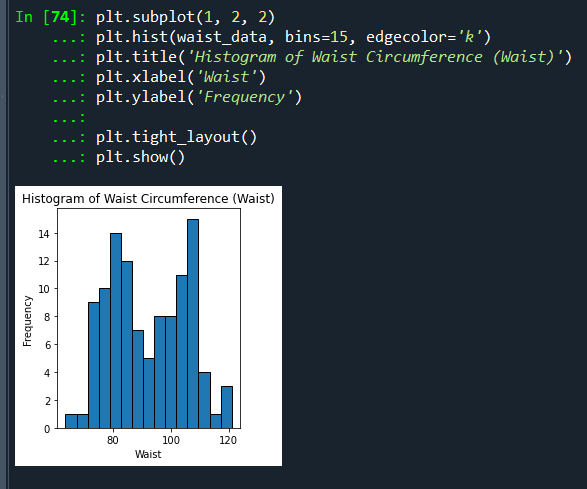 In [74]: plt.subplot(1, 2, 2)
...: plt.hist(waist_data, bins=15, edgecolor='k')
...: plt.title('Histogram of Waist Circumference (Waist)')
...: plt.xlabel('Waist')
...: plt.ylabel('Frequency')
...:
...: plt.tight_layout()
...: plt.show()
Histogram of Waist Circumference (Waist)
Frequency
14
12
10
8
6
4
2
0
80 100 120
Waist